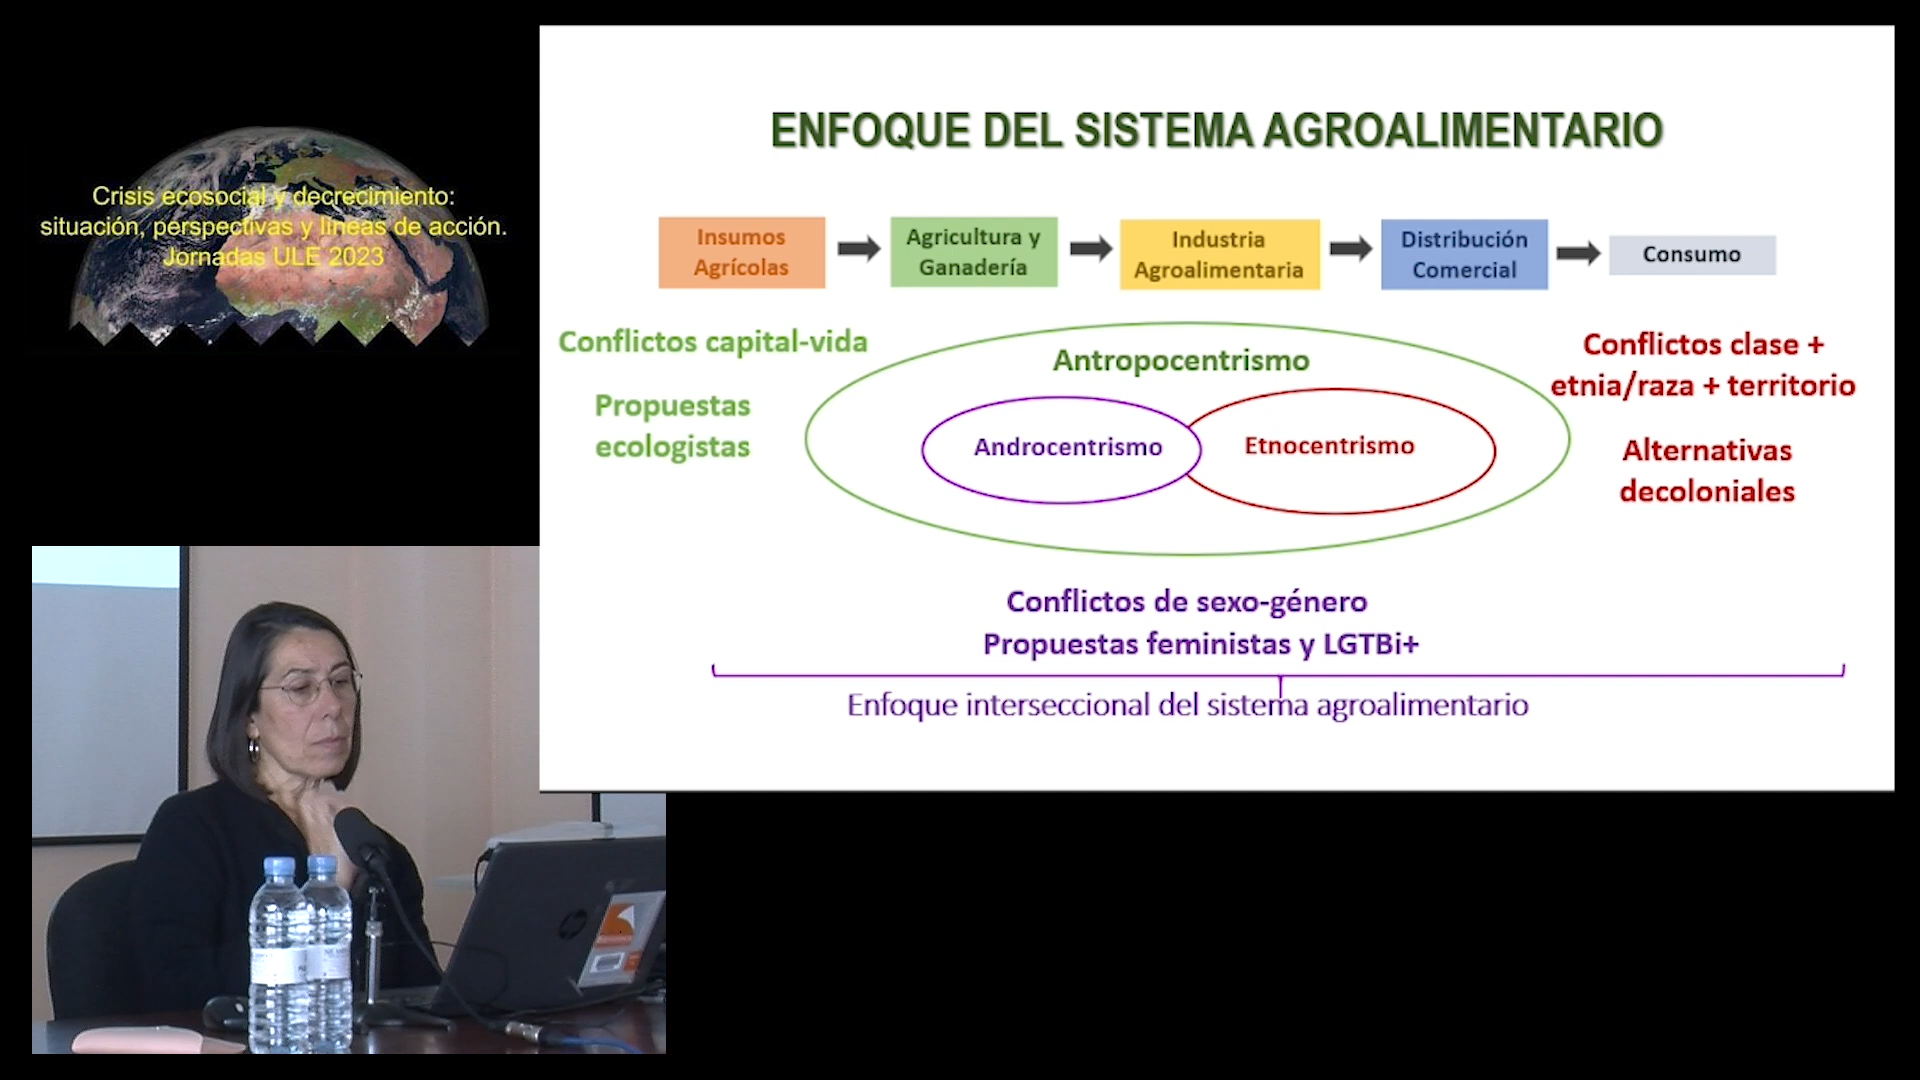 Crisis ecosocial y decrecimiento:
situación, perspectivas y líneas de acción.
Jornadas ULE 2023
ENFOQUE DEL SISTEMA AGROALIMENTARIO
Insumos
Agrícolas
Agricultura y
Ganadería
Industria
Agroalimentaria
Distribución
Comercial
Consumo
Conflictos capital-vida
Propuestas
ecologistas
Antropocentrismo
Androcentrismo
Etnocentrismo
Conflictos clase +
etnia/raza + territorio
Alternativas
decoloniales
Conflictos de sexo-género
Propuestas feministas y LGTBi+
Enfoque interseccional del sistema agroalimentario
hp